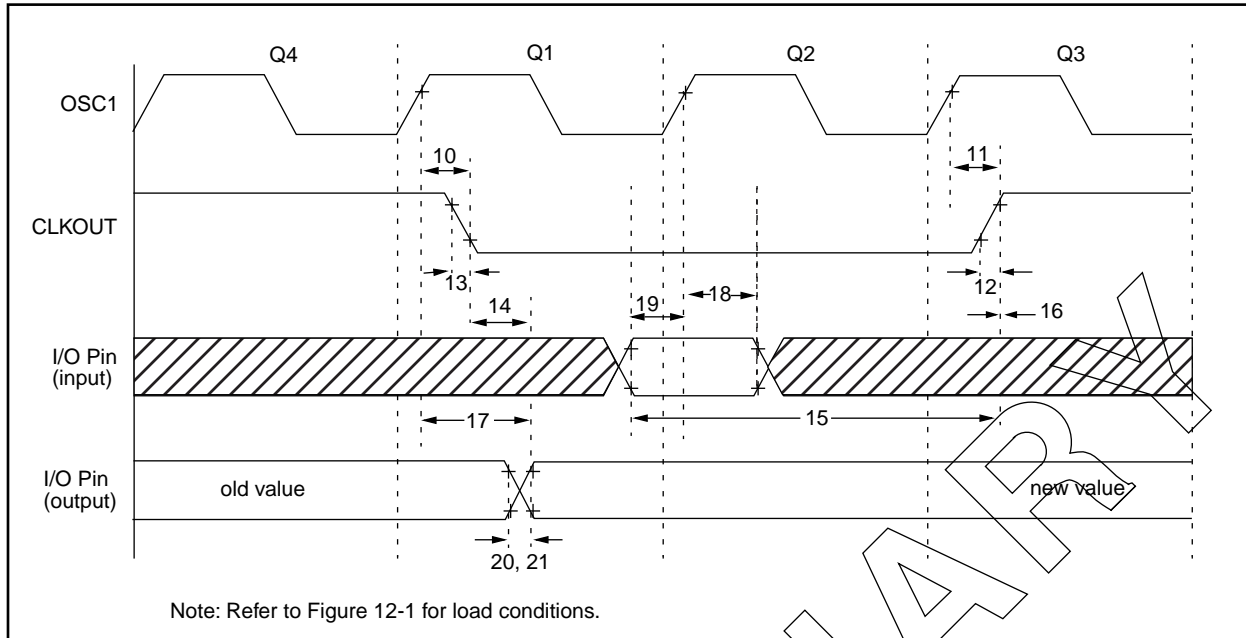 Q4 Q1 Q2 Q3
OSC1
10 11
CLKOUT
13 12
14 19 18 16
I/O Pin
(input)
17 15
I/O Pin
(output)
old value new value
20, 21
Note: Refer to Figure 12-1 for load conditions.
A R Y